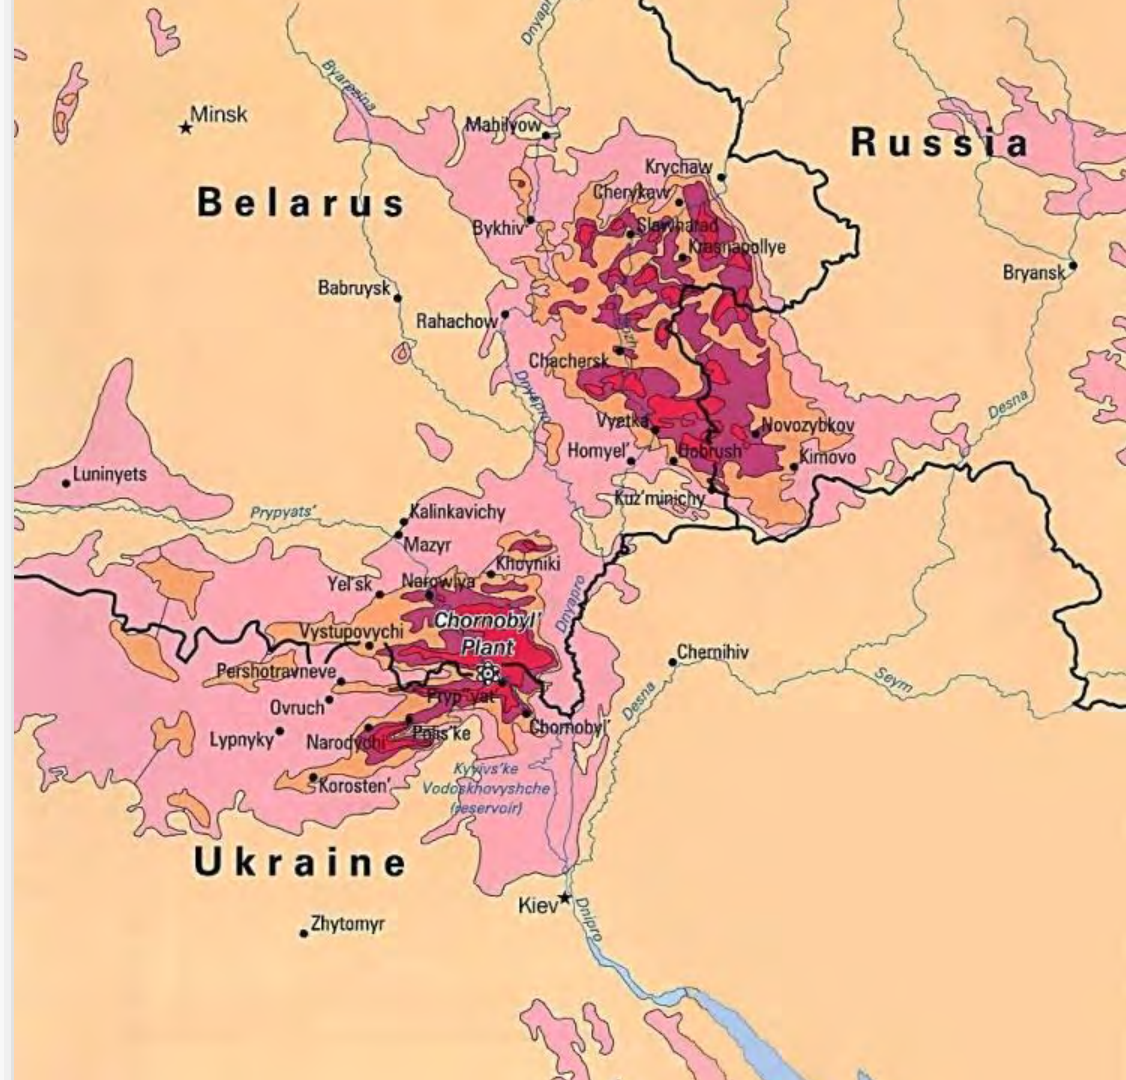 Dnyapro
Byarezina
Minsk
Mahilyow
Russia
Krychaw
Cherykaw
Belarus
Bykhiv
Slawharad
Krasnapollye
Bryansk
Babruysk
Rahachow
Chachersk
Dnyapro
Desna
Vyetka
Novozybkov
Homyel'
Dobrush
Kimovo
Luninyets
Kuz'minichy
Prypyats'
Kalinkavichy
Mazyr
Khoyniki
Yel'sk
Narowlya
Dnyapro
Chornobyl'
Plant
Vystupovychi
Chernihiv
Pershotravneve
Seym
Pryp"yat'
Desna
Ovruch
Chornobyl'
Lypnyky
Narodychi
Polis'ke
Kyyivs'ke
Vodoskhovyshche
(reservoir)
Korosten'
Ukraine
Kiev
Dnipro
Zhytomyr